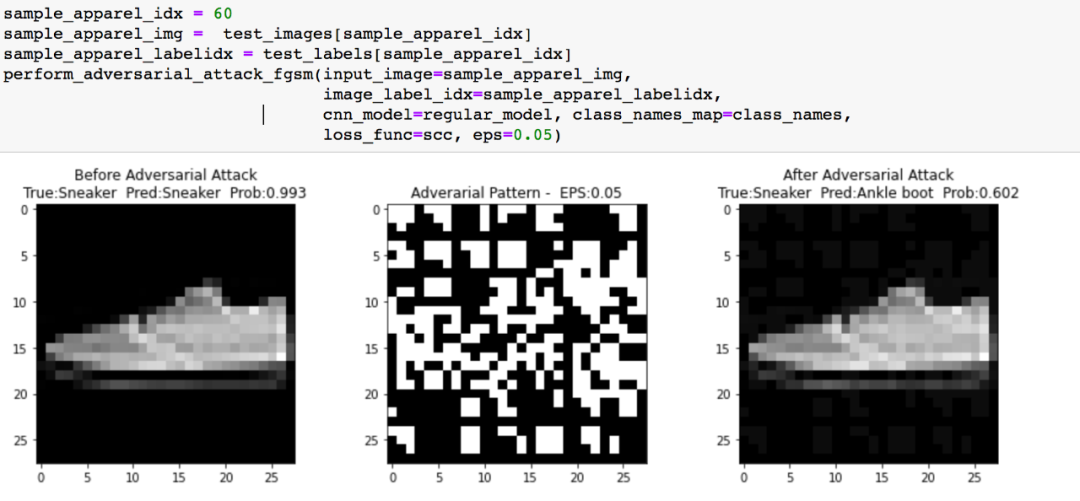 sample_apparel_idx = 60
sample_apparel_img =  test_images[sample_apparel_idx]
sample_apparel_labelidx = test_labels[sample_apparel_idx]
perform_adversarial_attack_fgsm(input_image=sample_apparel_img,
image_label_idx=sample_apparel_labelidx,
cnn_model=regular_model, class_names_map=class_names,
loss_func=scc, eps=0.05)
Before Adversarial Attack
True:Sneaker  Pred:Sneaker  Prob:0.993
0
5
10
15
20
25
0 5 10 15 20 25
Adverarial Pattern -  EPS:0.05
0
5
10
15
20
25
0 5 10 15 20 25
After Adversarial Attack
True:Sneaker  Pred:Ankle boot  Prob:0.602
0
5
10
15
20
25
0 5 10 15 20 25